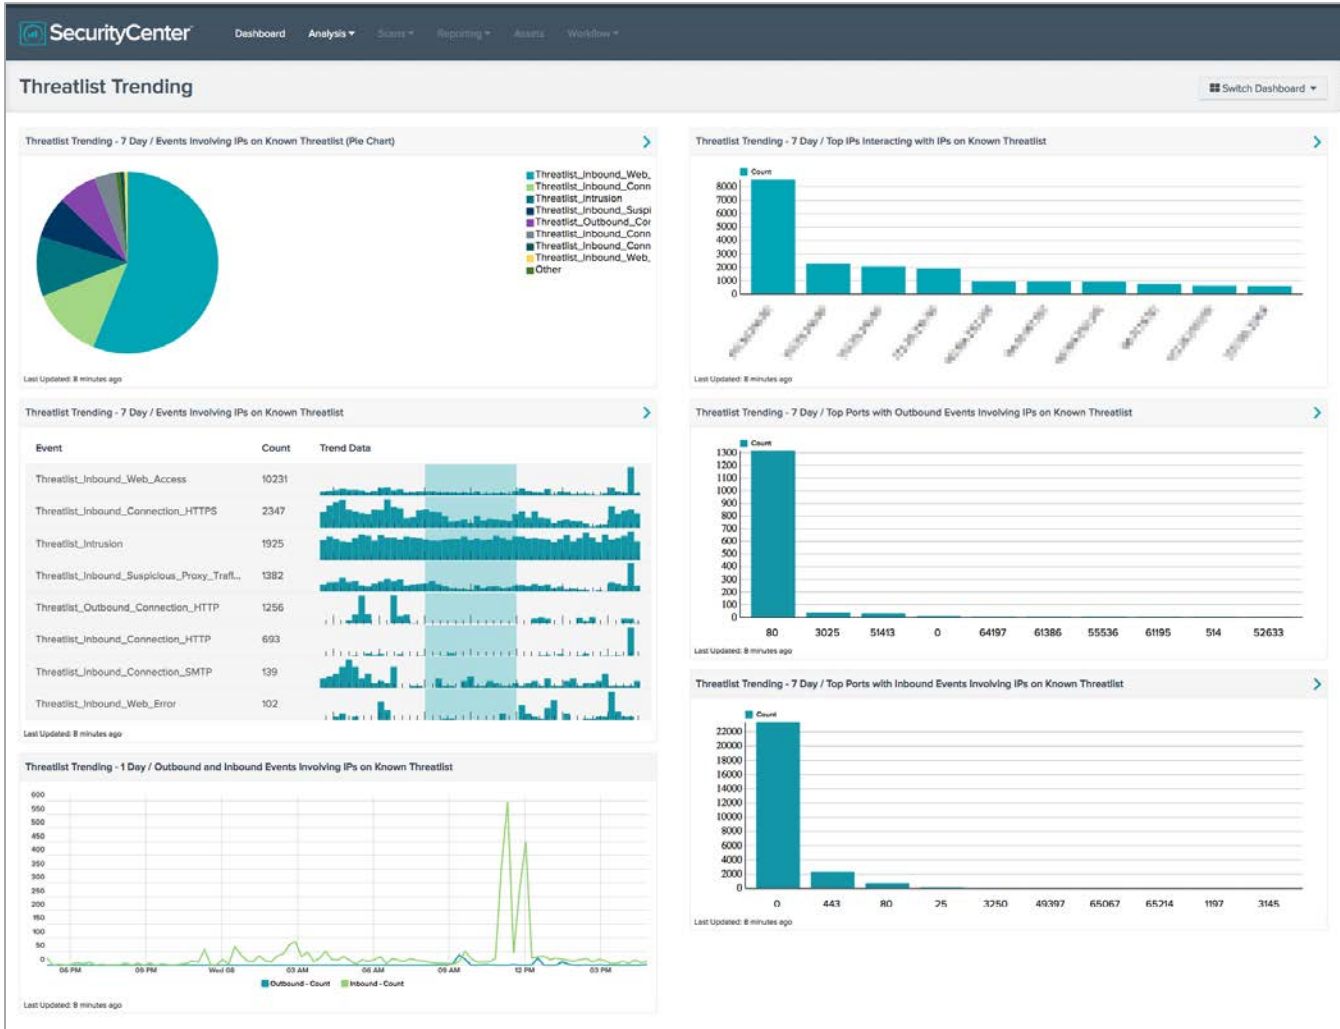 SecurityCenter
Dashboard Analysis Scans Reporting Assets Workflow
Threatlist Trending
Switch Dashboard
Threatlist Trending - 7 Day / Events Involving IPs on Known Threatlist (Pie Chart)
Threatlist_Inbound_Web_
Threatlist_Inbound_Conn
Threatlist_Intrusion
Threatlist_Inbound_Suspi
Threatlist_Outbound_Cor
Threatlist_Inbound_Conn
Threatlist_Inbound_Conn
Threatlist_Inbound_Web_
Other
Last Updated: 8 minutes ago
Threatlist Trending - 7 Day / Top IPs Interacting with IPs on Known Threatlist
Count
8000
7000
6000
5000
4000
3000
2000
1000
0
Last Updated: 8 minutes ago
Threatlist Trending - 7 Day / Events Involving IPs on Known Threatlist
Event Count Trend Data
Threatlist_Inbound_Web_Access 10231
Threatlist_Inbound_Connection_HTTPS 2347
Threatlist_Intrusion 1925
Threatlist_Inbound_Suspicious_Proxy_Traf... 1382
Threatlist_Outbound_Connection_HTTP 1256
Threatlist_Inbound_Connection_HTTP 693
Threatlist_Inbound_Connection_SMTP 139
Threatlist_Inbound_Web_Error 102
Last Updated: 8 minutes ago
Threatlist Trending - 7 Day / Top Ports with Outbound Events Involving IPs on Known Threatlist
Count
1300
1200
1100
1000
900
800
700
600
500
400
300
200
100
0
80 3025 51413 0 64197 61386 55536 61195 514 52633
Last Updated: 8 minutes ago
Threatlist Trending - 7 Day / Top Ports with Inbound Events Involving IPs on Known Threatlist
Count
22000
20000
18000
16000
14000
12000
10000
8000
6000
4000
2000
0
0 443 80 25 3250 49397 65067 65214 1197 3145
Last Updated: 8 minutes ago
Threatlist Trending - 1 Day / Outbound and Inbound Events Involving IPs on Known Threatlist
600
550
500
450
400
350
300
250
200
150
100
50
0
06 PM 09 PM Wed 08 03 AM 06 AM 09 AM 12 PM 03 PM
Outbound - Count Inbound - Count
Last Updated: 8 minutes ago